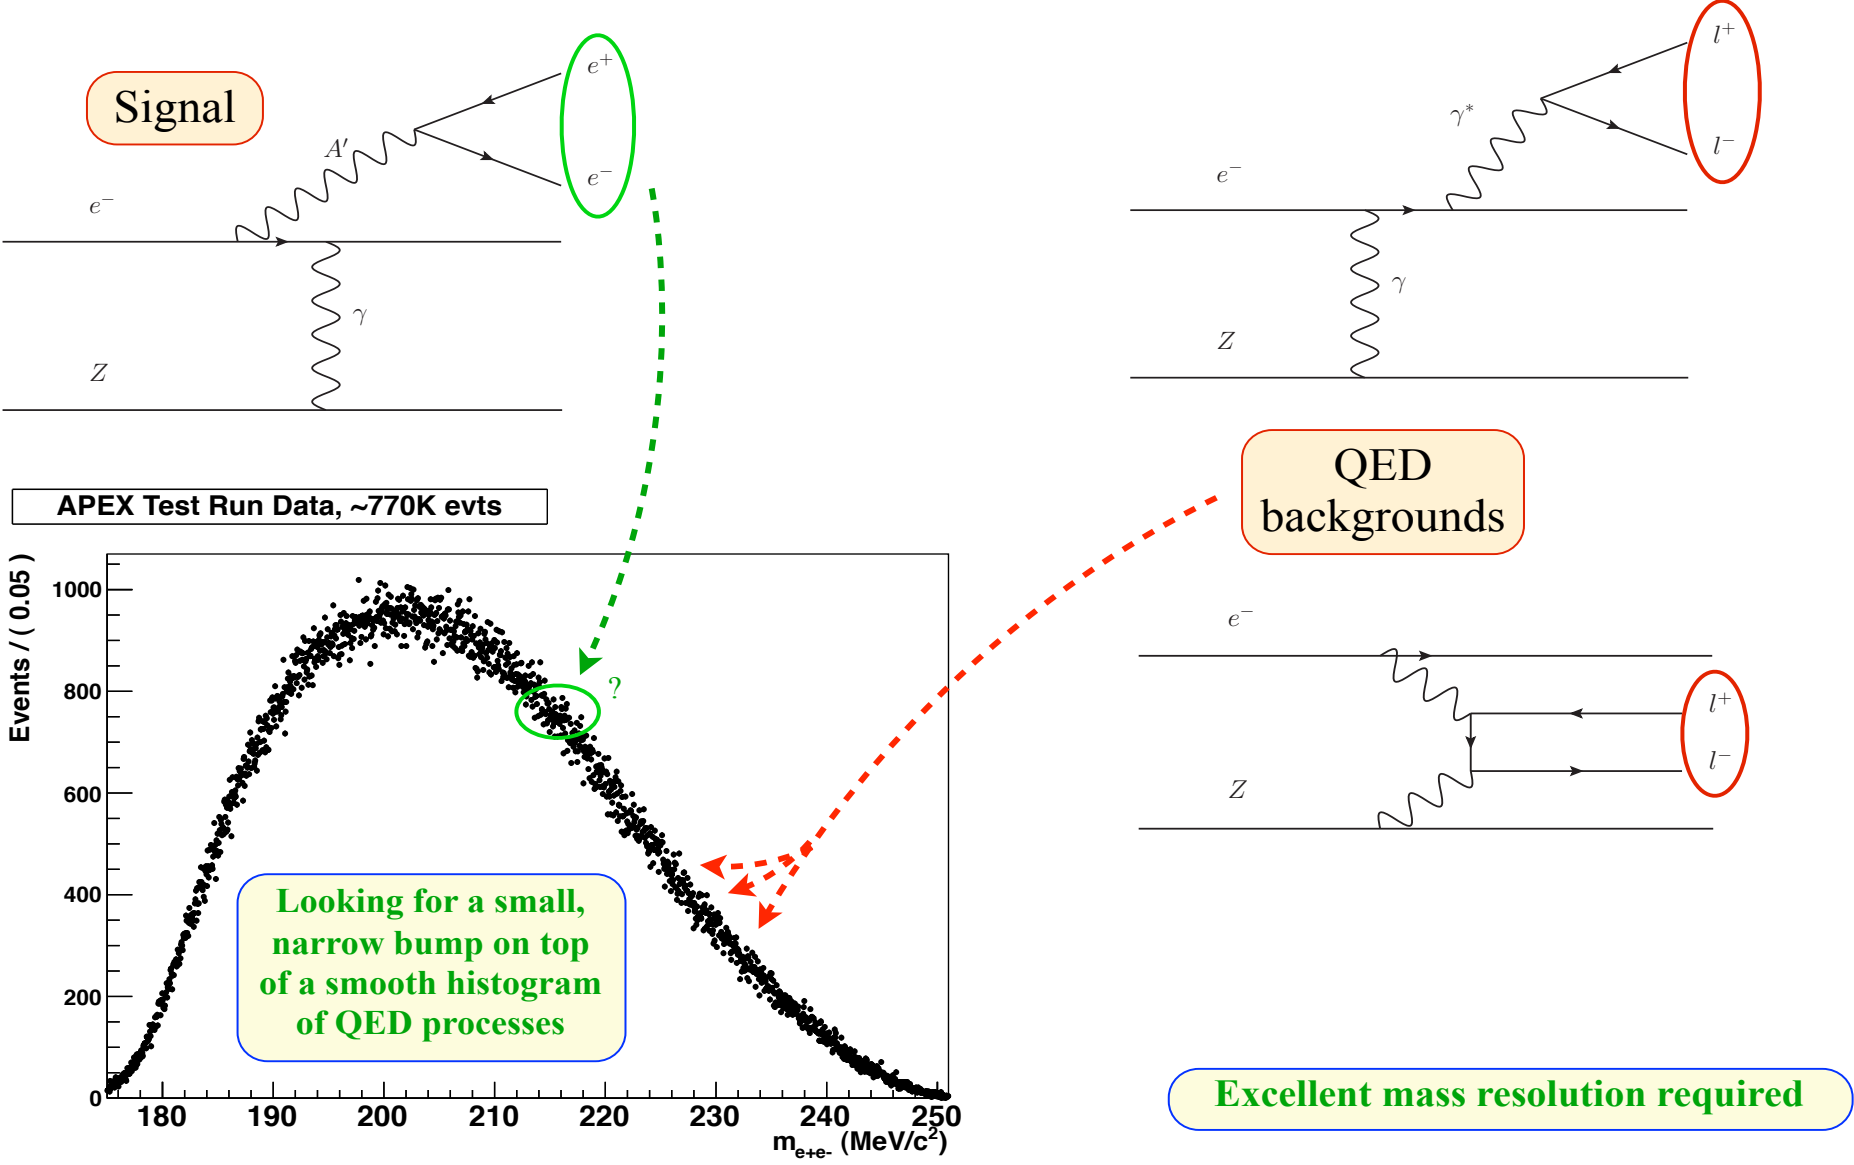 Signal
e⁺
A′
e⁻
e⁻
γ
Z
l⁺
γ*
l⁻
e⁻
γ
Z
QED
backgrounds
e⁻
l⁺
l⁻
Z
APEX Test Run Data, ~770K evts
Events / ( 0.05 )
1000
800
600
400
200
0
?
Looking for a small,
narrow bump on top
of a smooth histogram
of QED processes
180 190 200 210 220 230 240 250
m_{e+e-} (MeV/c²)
Excellent mass resolution required